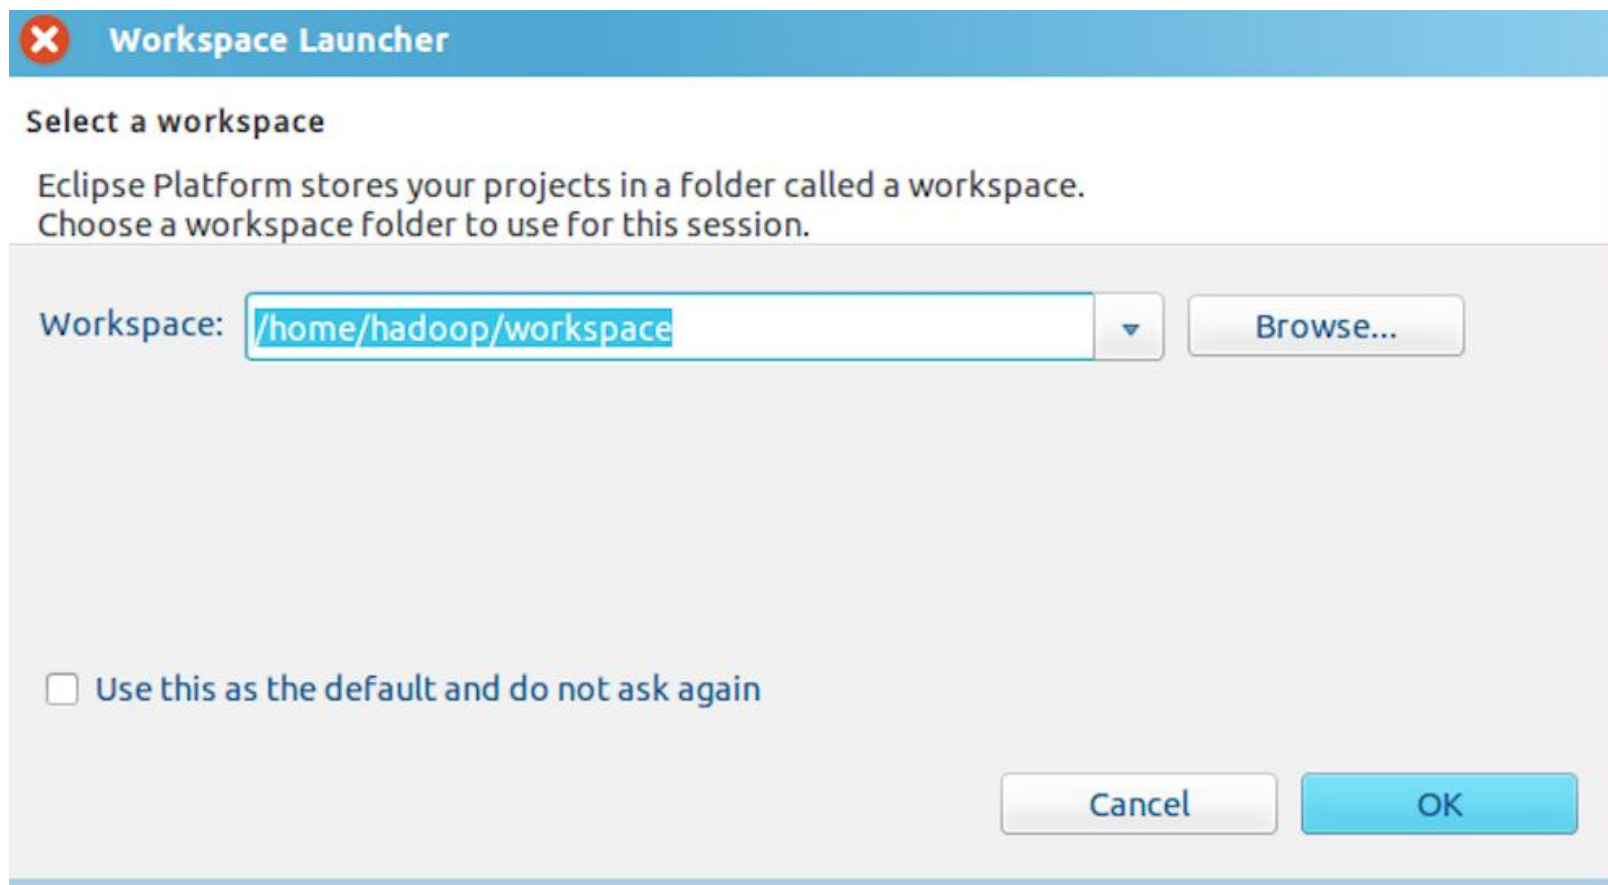 Workspace Launcher
Select a workspace
Eclipse Platform stores your projects in a folder called a workspace.
Choose a workspace folder to use for this session.
Workspace: /home/hadoop/workspace Browse...
Use this as the default and do not ask again
Cancel OK